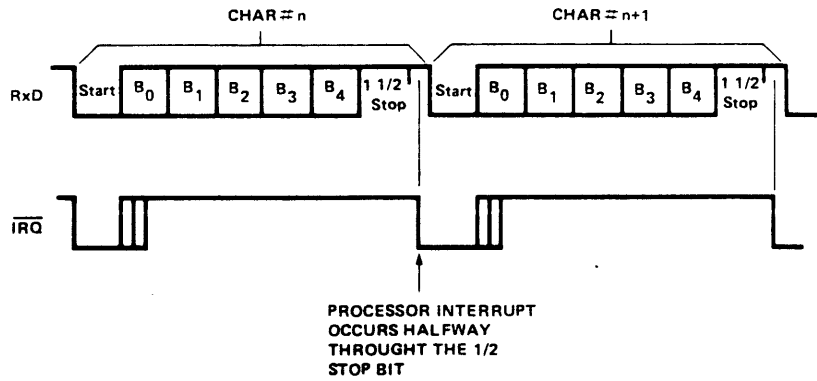 CHAR # n
CHAR # n+1
RxD
Start B0 B1 B2 B3 B4 1 1/2 Stop
Start B0 B1 B2 B3 B4 1 1/2 Stop
IRQ
PROCESSOR INTERRUPT
OCCURS HALFWAY
THROUGHT THE 1/2
STOP BIT